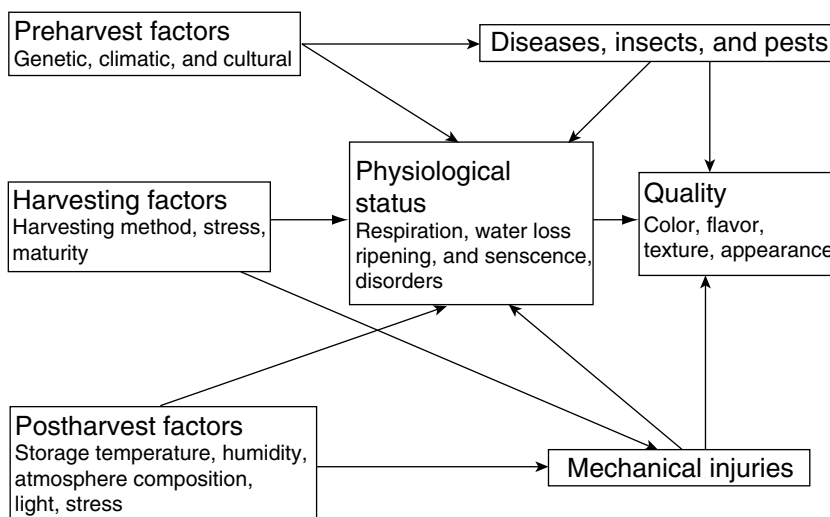 Preharvest factors
Genetic, climatic, and cultural
Diseases, insects, and pests
Physiological
status
Respiration, water loss
ripening, and senscence,
disorders
Harvesting factors
Harvesting method, stress,
maturity
Quality
Color, flavor,
texture, appearance
Postharvest factors
Storage temperature, humidity,
atmosphere composition,
light, stress
Mechanical injuries